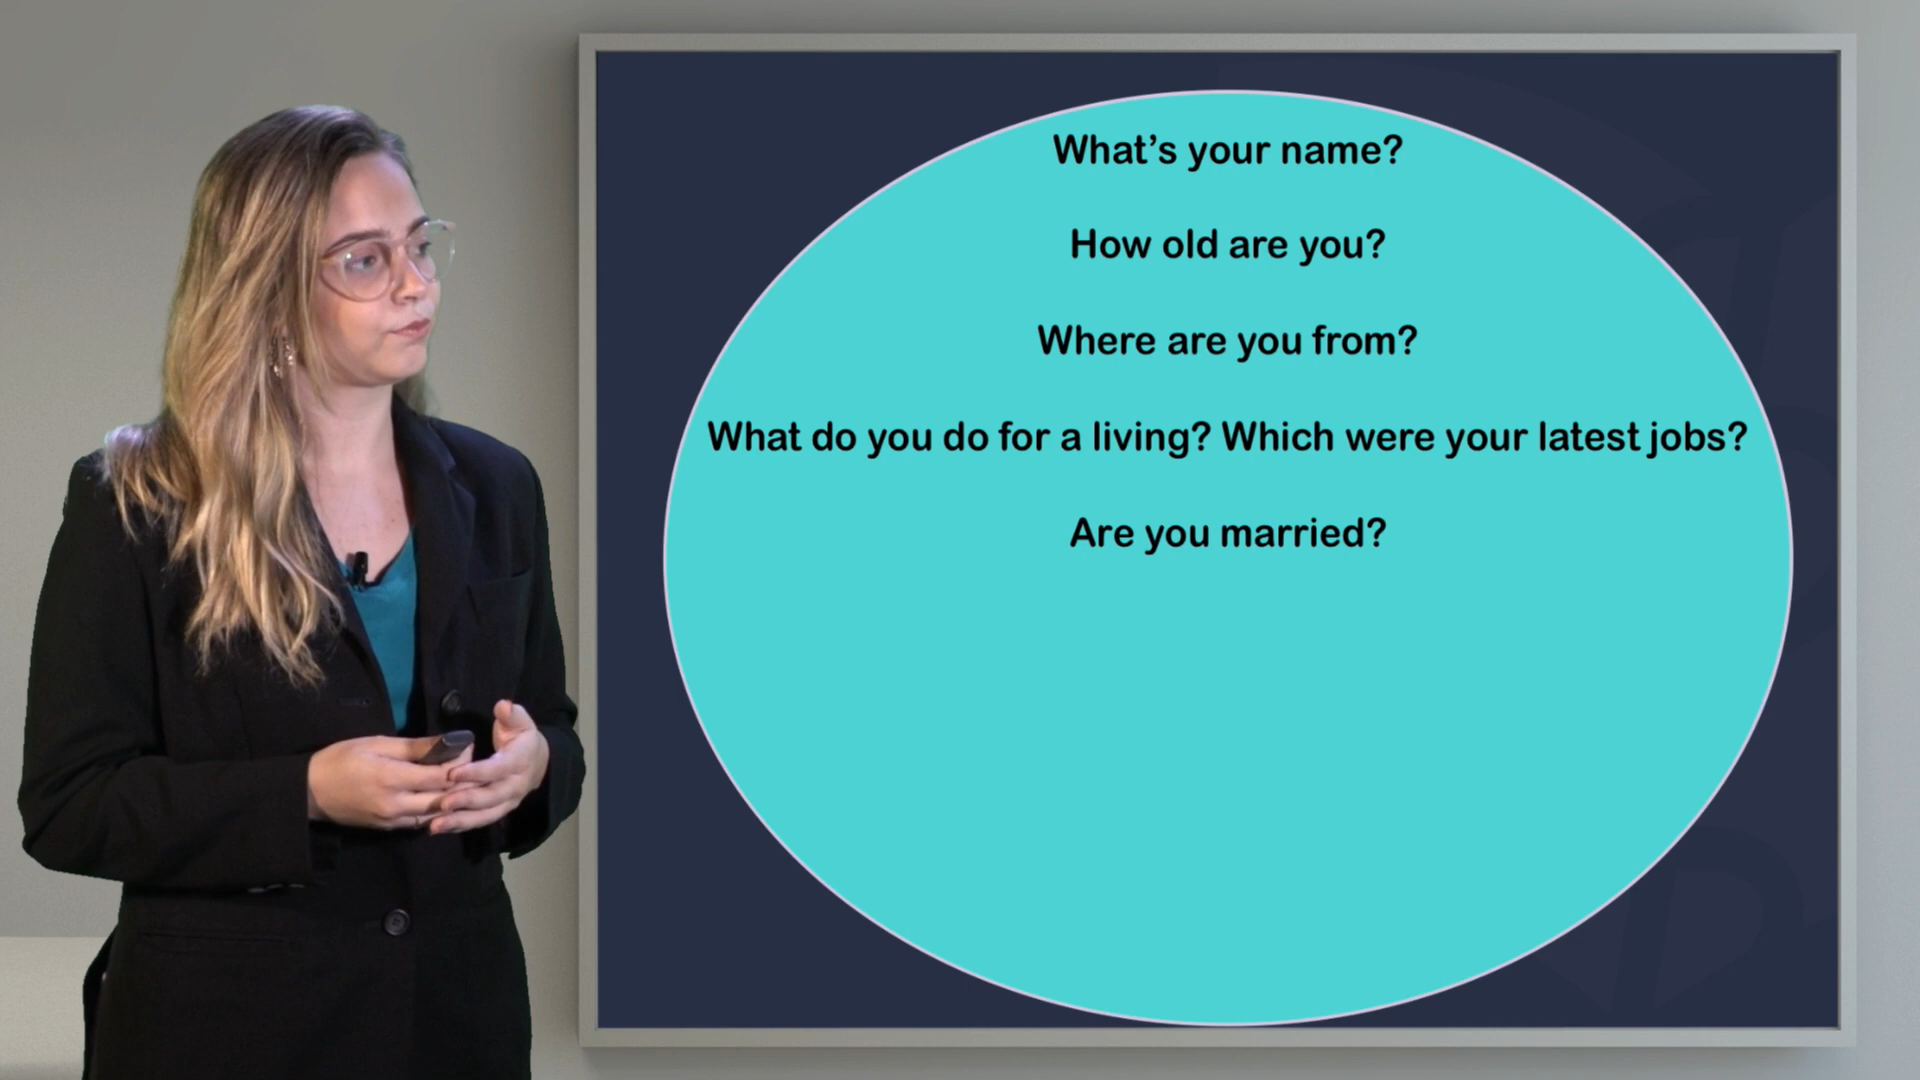 What’s your name?
How old are you?
Where are you from?
What do you do for a living? Which were your latest jobs?
Are you married?